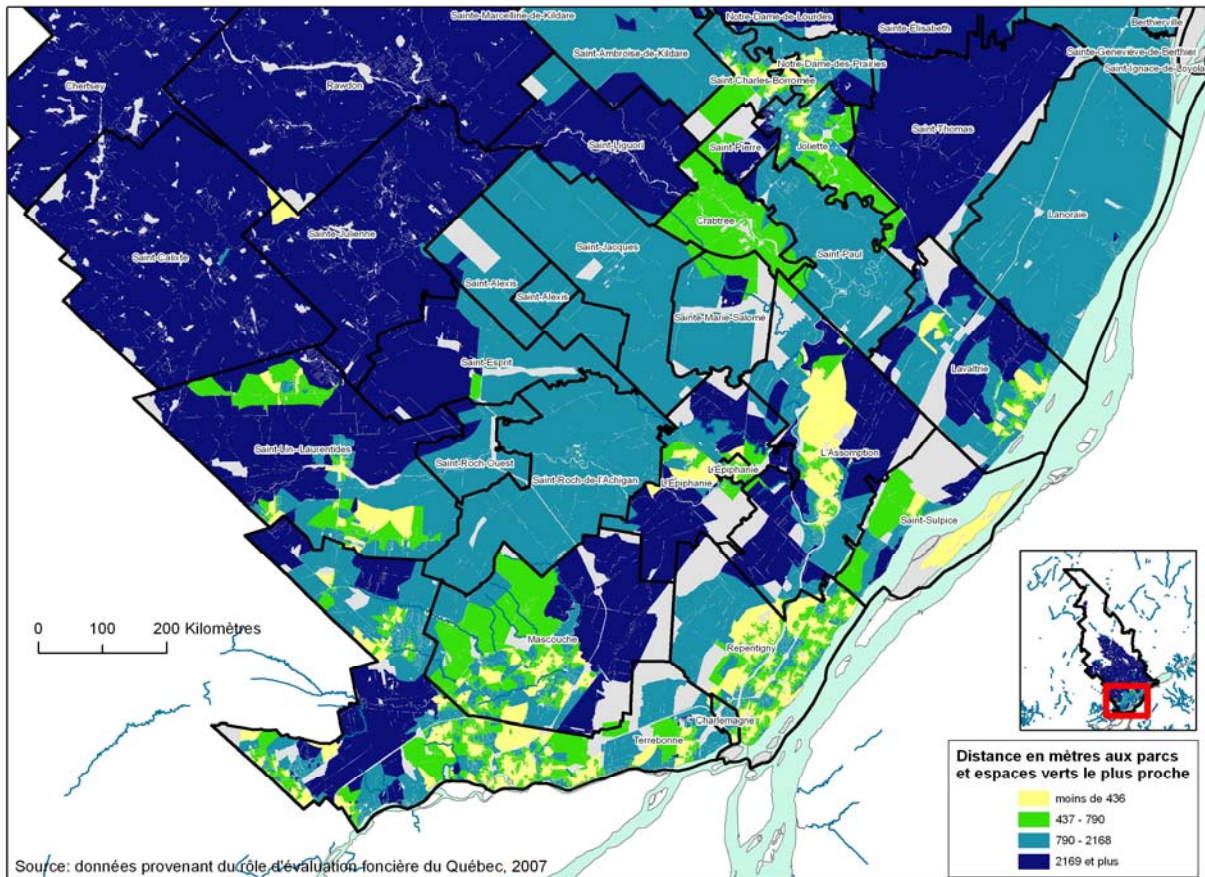 Sainte-Marcelline-de-Kildare
Notre-Dame-de-Lourdes
Sainte-Élisabeth
Berthierville
Saint-Ambroise-de-Kildare
Sainte-Geneviève-de-Berthier
Notre-Dame-des-Prairies
Saint-Ignace-de-Loyola
Saint-Charles-Borromée
Chertsey
Rawdon
Saint-Thomas
Saint-Liguori
Saint-Pierre
Joliette
Lanoraie
Crabtree
Sainte-Julienne
Saint-Jacques
Saint-Paul
Saint-Calixte
Saint-Alexis
Saint-Alexis
Sainte-Marie-Salomé
Saint-Esprit
Lavaltrie
Saint-Lin--Laurentides
L'Assomption
Saint-Roch-Ouest
L'Épiphanie
Saint-Roch-de-l'Achigan
L'Épiphanie
Saint-Sulpice
0 100 200 Kilomètres
Mascouche
Repentigny
Charlemagne
Terrebonne
Distance en mètres aux parcs
et espaces verts le plus proche
moins de 436
437 - 790
790 - 2168
2169 et plus
Source: données provenant du rôle d'évaluation foncière du Québec, 2007